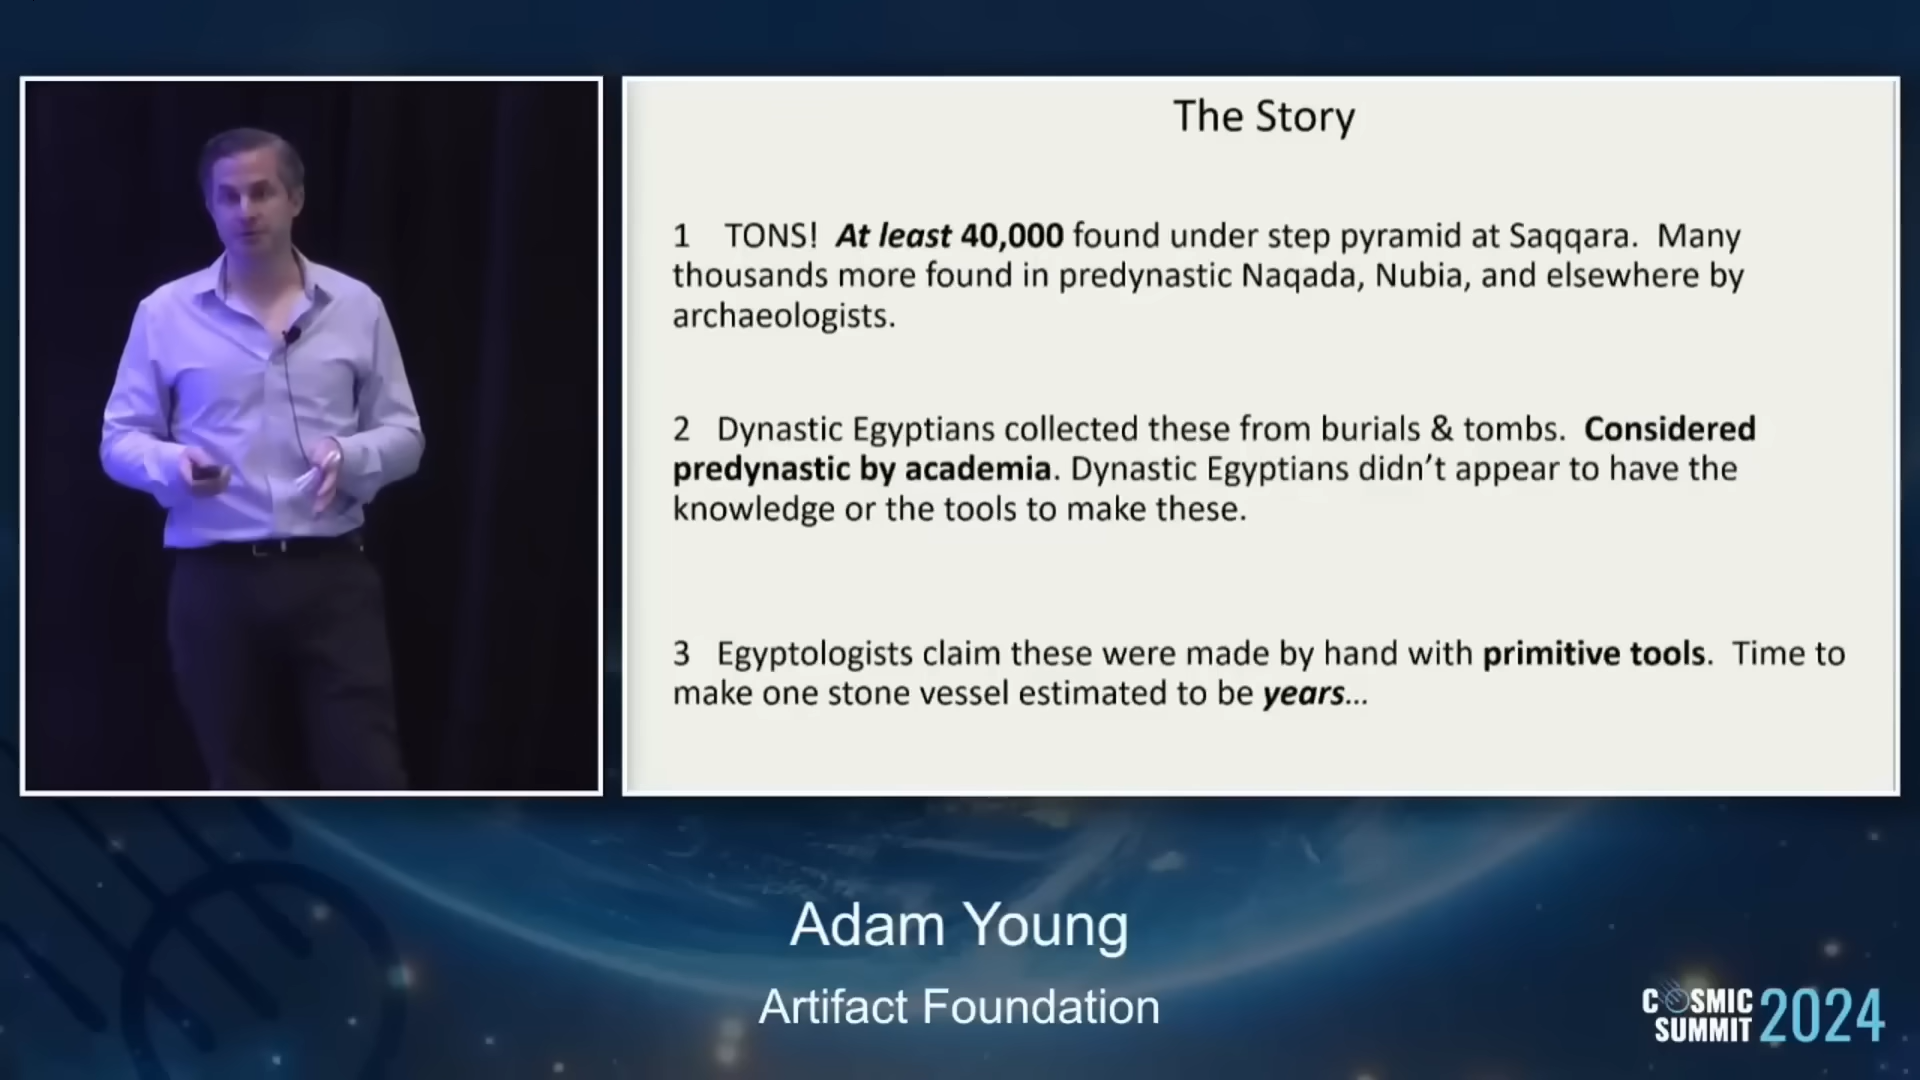 The Story
1 TONS! At least 40,000 found under step pyramid at Saqqara. Many
thousands more found in predynastic Naqada, Nubia, and elsewhere by
archaeologists.
2 Dynastic Egyptians collected these from burials & tombs. Considered
predynastic by academia. Dynastic Egyptians didn't appear to have the
knowledge or the tools to make these.
3 Egyptologists claim these were made by hand with primitive tools. Time to
make one stone vessel estimated to be years...
Adam Young
Artifact Foundation
COSMIC
SUMMIT 2024